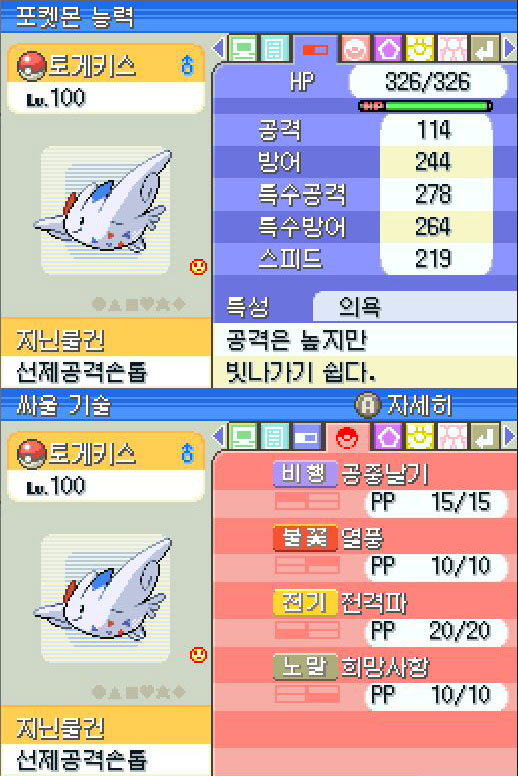 포켓몬 능력
토게키스 ♂
Lv.100
HP 326/326
HP
공격 114
방어 244
특수공격 278
특수방어 264
스피드 219
특성 의욕
공격은 높지만
빗나가기 쉽다.
지닌물건
선제공격손톱
싸울 기술
A 자세히
토게키스 ♂
Lv.100
비행 공중날기
PP 15/15
불꽃 열풍
PP 10/10
전기 전격파
PP 20/20
노말 희망사항
PP 10/10
지닌물건
선제공격손톱